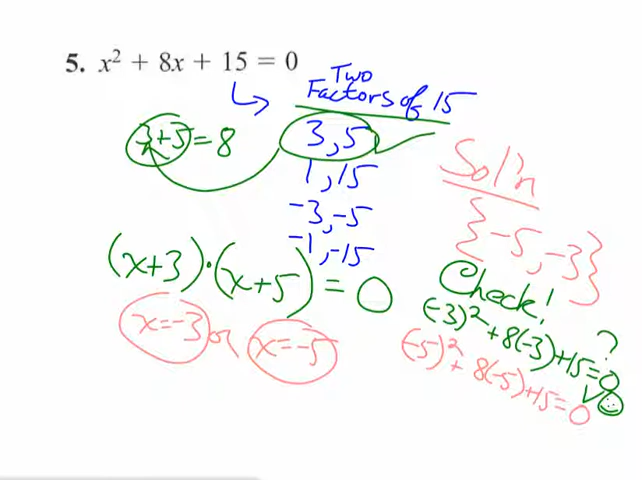 5. x² + 8x + 15 = 0
Two
Factors of 15
3+5 = 8
3, 5
1, 15
-3, -5
-1, -15
(x+3)·(x+5) = 0
x=-3 or x=-5
Sol'n
{-5, -3}
Check!
(-3)² + 8(-3) + 15 = 0 ?
(-5)² + 8(-5) + 15 = 0